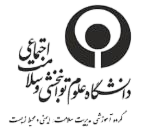 دانشگاه علوم توانبخشی و سلامت اجتماعی
گروه آموزشی مدیریت سلامت، ایمنی و محیط زیست